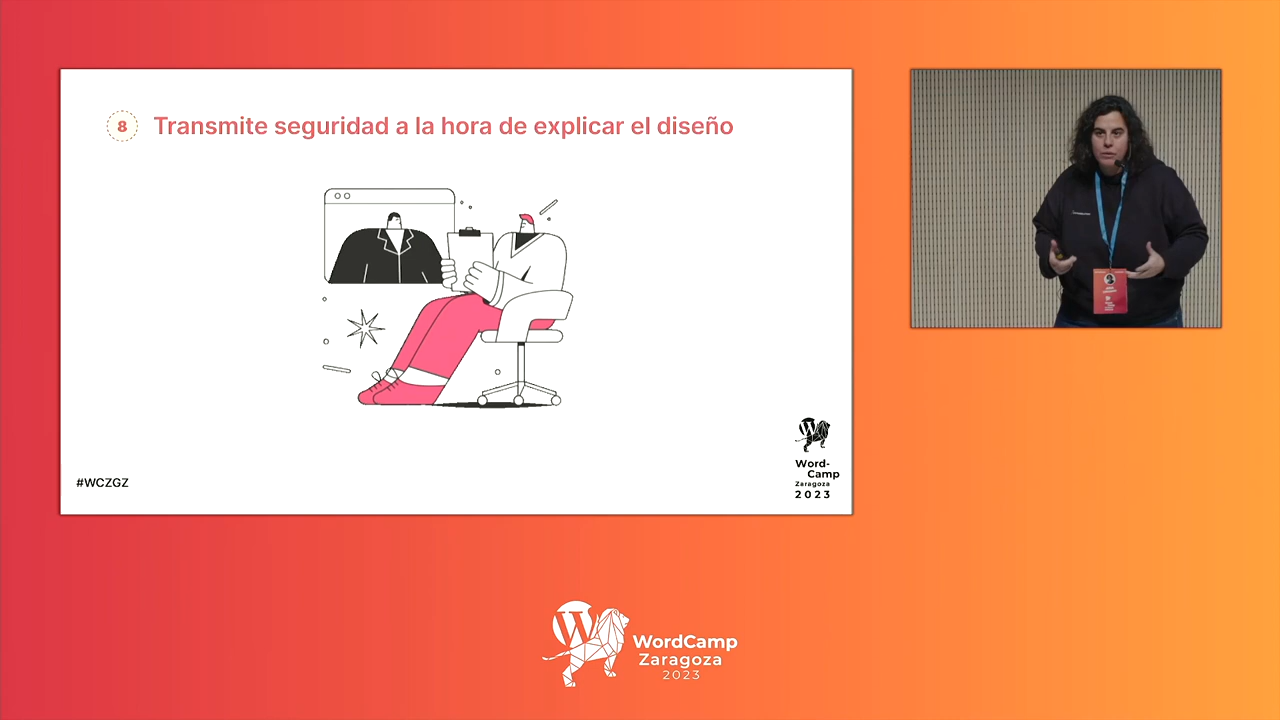 8 Transmite seguridad a la hora de explicar el diseño
#WCZGZ
Word-
Camp
Zaragoza
2023
WordCamp
Zaragoza
2023